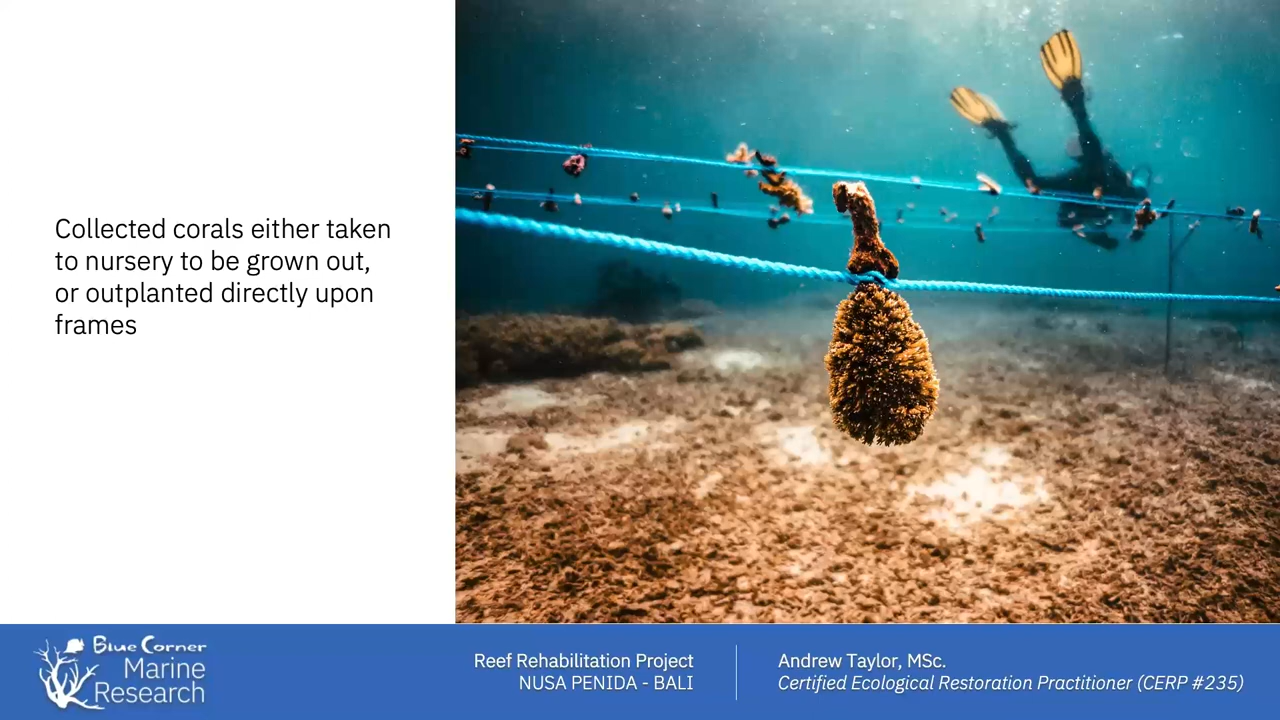 Collected corals either taken
to nursery to be grown out,
or outplanted directly upon
frames
Blue Corner
Marine
Research
Reef Rehabilitation Project
NUSA PENIDA - BALI
Andrew Taylor, MSc.
Certified Ecological Restoration Practitioner (CERP #235)